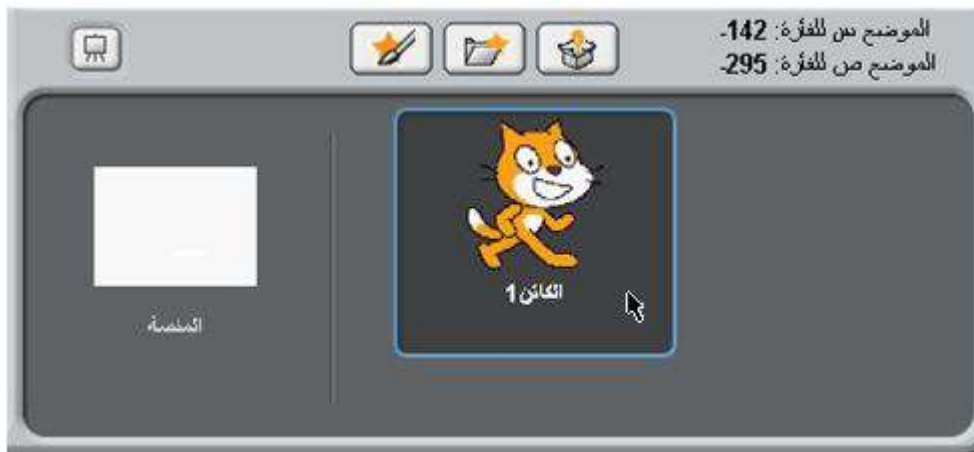 الموضع س للفأرة: 142-
الموضع ص للفأرة: 295-
الكائن1
المنصة